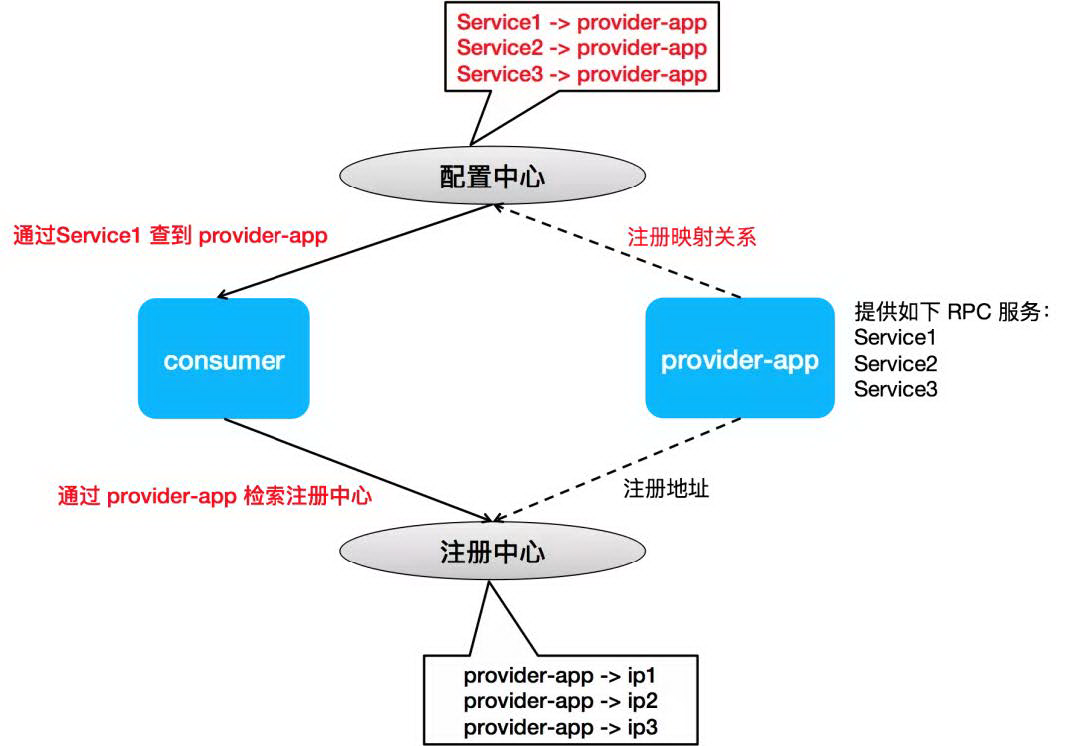 Service1 -> provider-app
Service2 -> provider-app
Service3 -> provider-app
配置中心
通过Service1 查到 provider-app
注册映射关系
consumer
provider-app
提供如下 RPC 服务：
Service1
Service2
Service3
通过 provider-app 检索注册中心
注册地址
注册中心
provider-app -> ip1
provider-app -> ip2
provider-app -> ip3